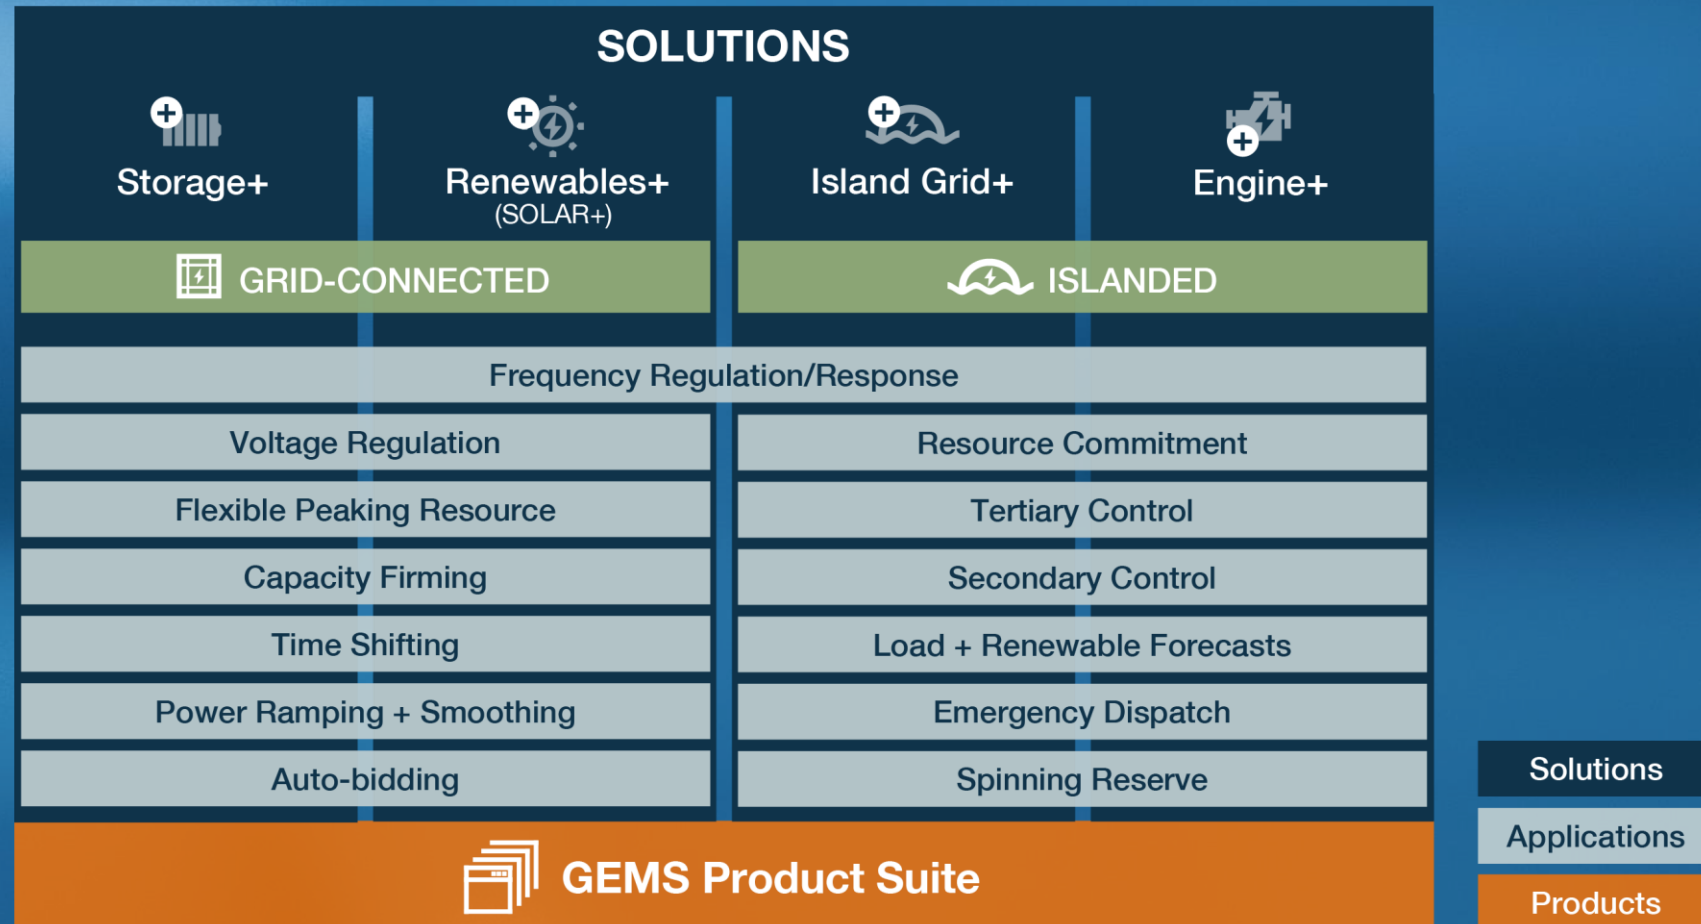 SOLUTIONS
Storage+
Renewables+
(SOLAR+)
Island Grid+
Engine+
GRID-CONNECTED
ISLANDED
Frequency Regulation/Response
Voltage Regulation
Resource Commitment
Flexible Peaking Resource
Tertiary Control
Capacity Firming
Secondary Control
Time Shifting
Load + Renewable Forecasts
Power Ramping + Smoothing
Emergency Dispatch
Auto-bidding
Spinning Reserve
GEMS Product Suite
Solutions
Applications
Products